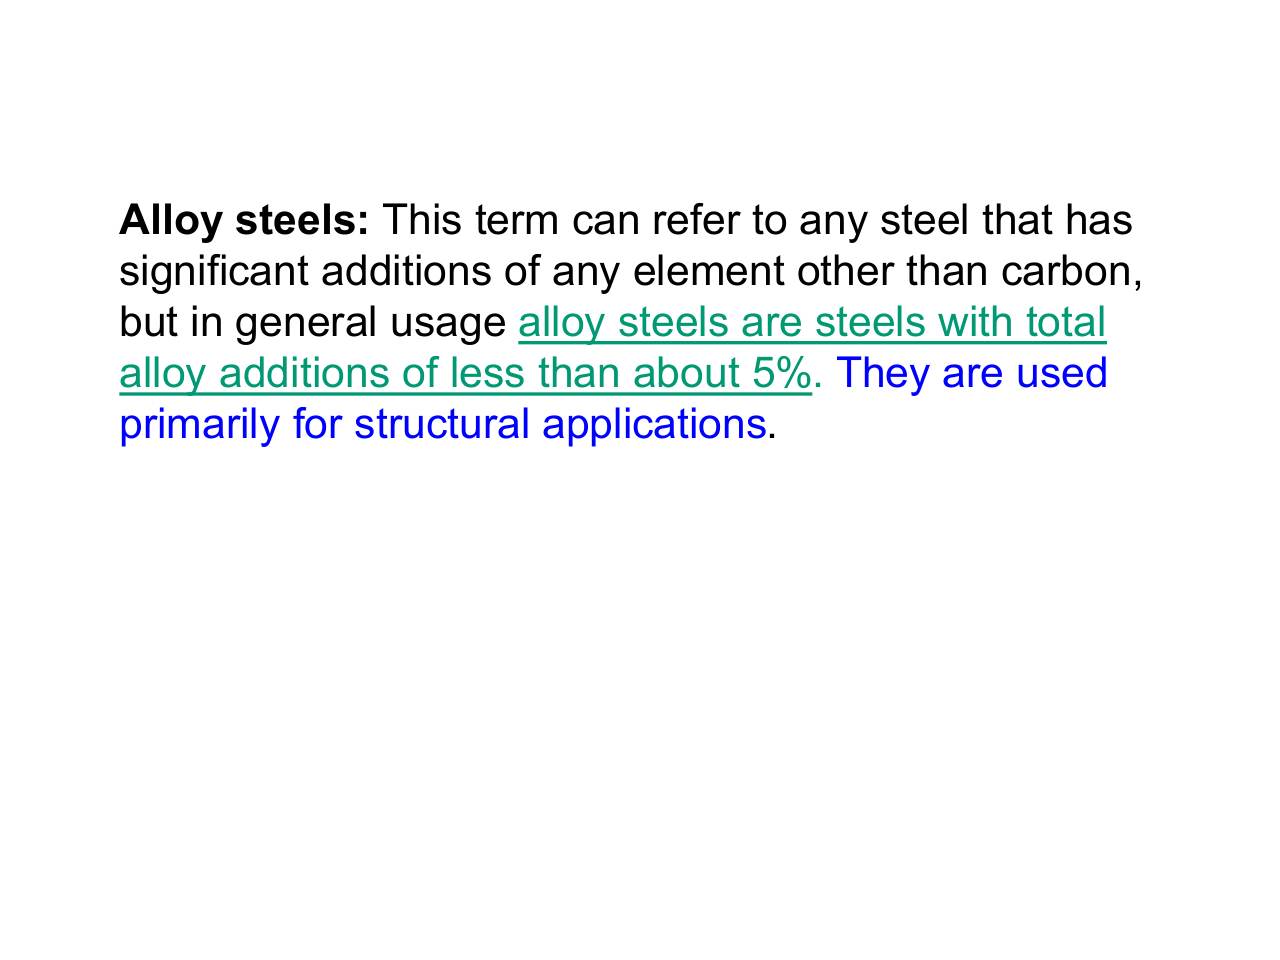 Alloy steels: This term can refer to any steel that has
significant additions of any element other than carbon,
but in general usage alloy steels are steels with total
alloy additions of less than about 5%. They are used
primarily for structural applications.